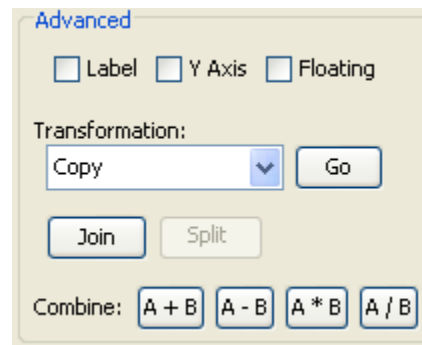 Advanced
Label Y Axis Floating
Transformation:
Copy Go
Join Split
Combine: A + B A - B A * B A / B